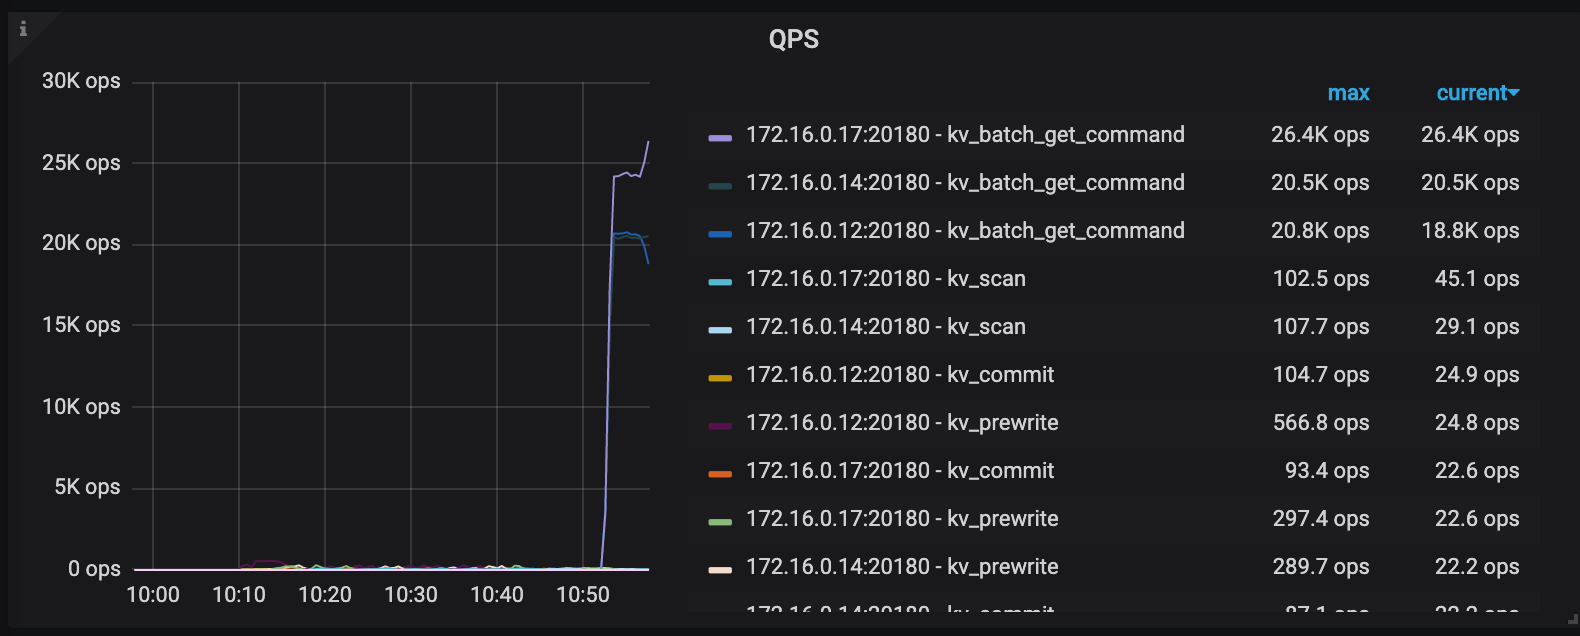 QPS
30K ops
25K ops
20K ops
15K ops
10K ops
5K ops
0 ops
10:00 10:10 10:20 10:30 10:40 10:50
max current
172.16.0.17:20180 - kv_batch_get_command 26.4K ops 26.4K ops
172.16.0.14:20180 - kv_batch_get_command 20.5K ops 20.5K ops
172.16.0.12:20180 - kv_batch_get_command 20.8K ops 18.8K ops
172.16.0.17:20180 - kv_scan 102.5 ops 45.1 ops
172.16.0.14:20180 - kv_scan 107.7 ops 29.1 ops
172.16.0.12:20180 - kv_commit 104.7 ops 24.9 ops
172.16.0.12:20180 - kv_prewrite 566.8 ops 24.8 ops
172.16.0.17:20180 - kv_commit 93.4 ops 22.6 ops
172.16.0.17:20180 - kv_prewrite 297.4 ops 22.6 ops
172.16.0.14:20180 - kv_prewrite 289.7 ops 22.2 ops
172.16.0.14:20180 - kv_commit